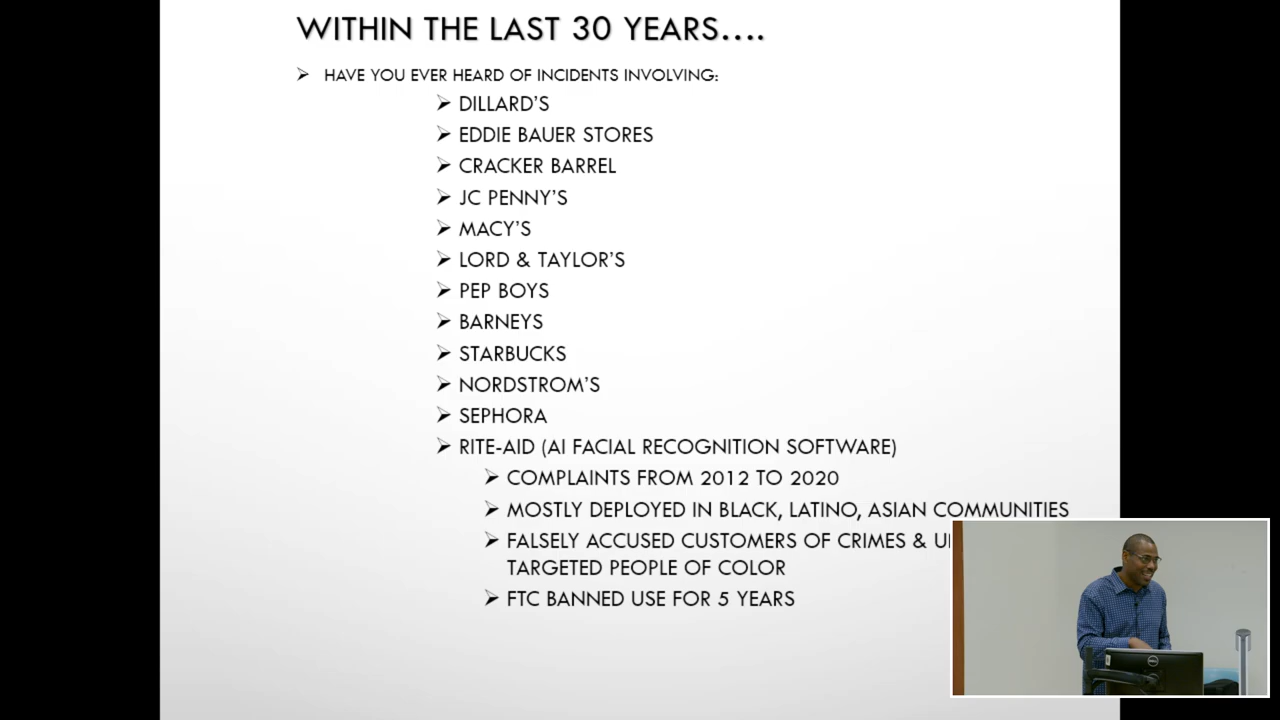 WITHIN THE LAST 30 YEARS....
HAVE YOU EVER HEARD OF INCIDENTS INVOLVING:
DILLARD'S
EDDIE BAUER STORES
CRACKER BARREL
JC PENNY'S
MACY'S
LORD & TAYLOR'S
PEP BOYS
BARNEYS
STARBUCKS
NORDSTROM'S
SEPHORA
RITE-AID (AI FACIAL RECOGNITION SOFTWARE)
COMPLAINTS FROM 2012 TO 2020
MOSTLY DEPLOYED IN BLACK, LATINO, ASIAN COMMUNITIES
FALSELY ACCUSED CUSTOMERS OF CRIMES &
TARGETED PEOPLE OF COLOR
FTC BANNED USE FOR 5 YEARS